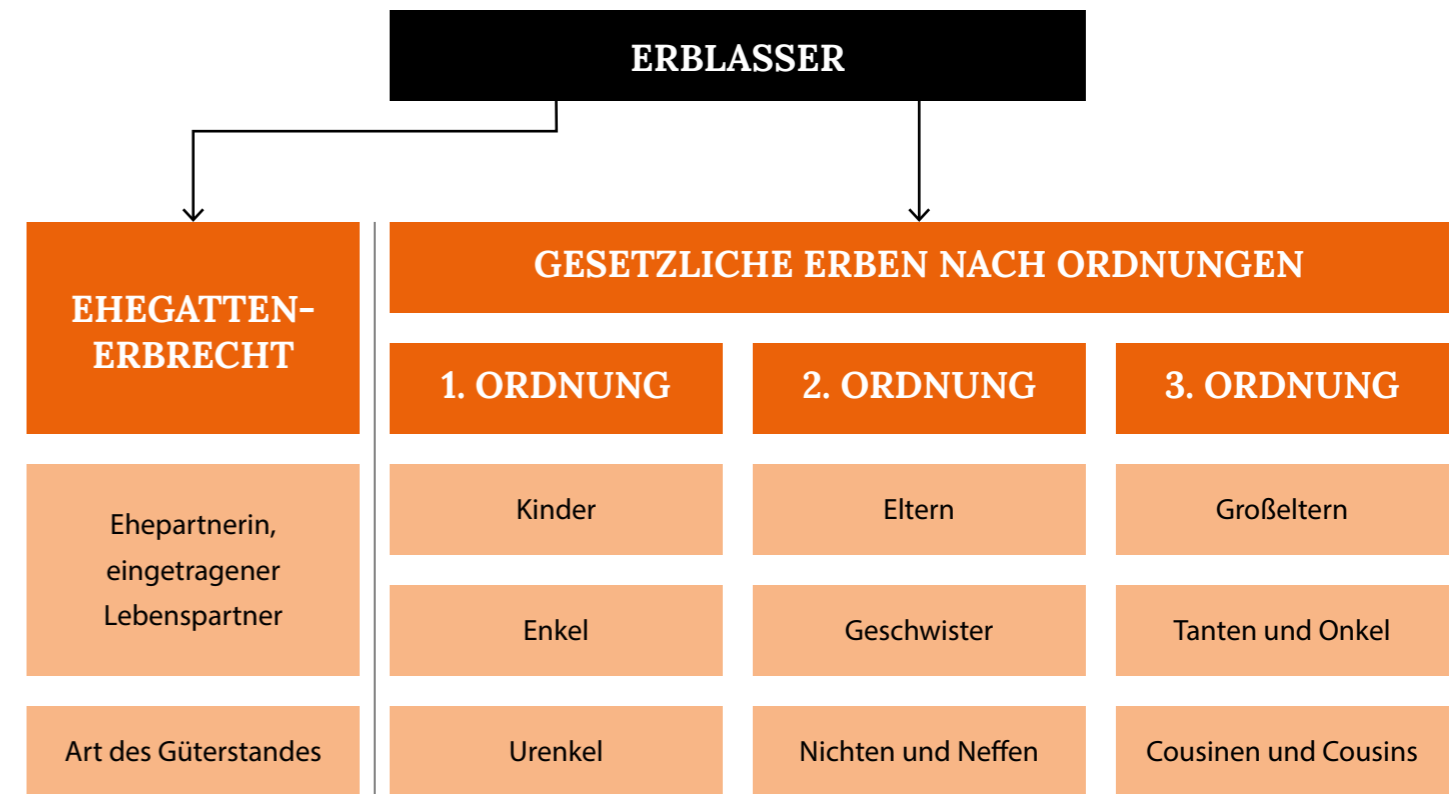 ERBLASSER
EHEGATTEN-
ERBRECHT
GESETZLICHE ERBEN NACH ORDNUNGEN
1. ORDNUNG
2. ORDNUNG
3. ORDNUNG
Ehepartnerin,
eingetragener
Lebenspartner
Kinder
Eltern
Großeltern
Enkel
Geschwister
Tanten und Onkel
Art des Güterstandes
Urenkel
Nichten und Neffen
Cousinen und Cousins